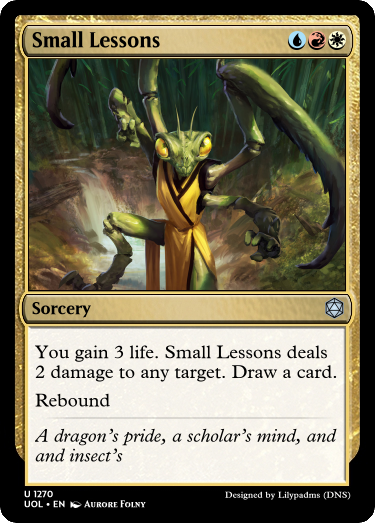 Small Lessons
Sorcery
You gain 3 life. Small Lessons deals
2 damage to any target. Draw a card.
Rebound
A dragon's pride, a scholar's mind, and
and insect's
U 1270
UOL • EN Aurore Folny
Designed by Lilypadms (DNS)